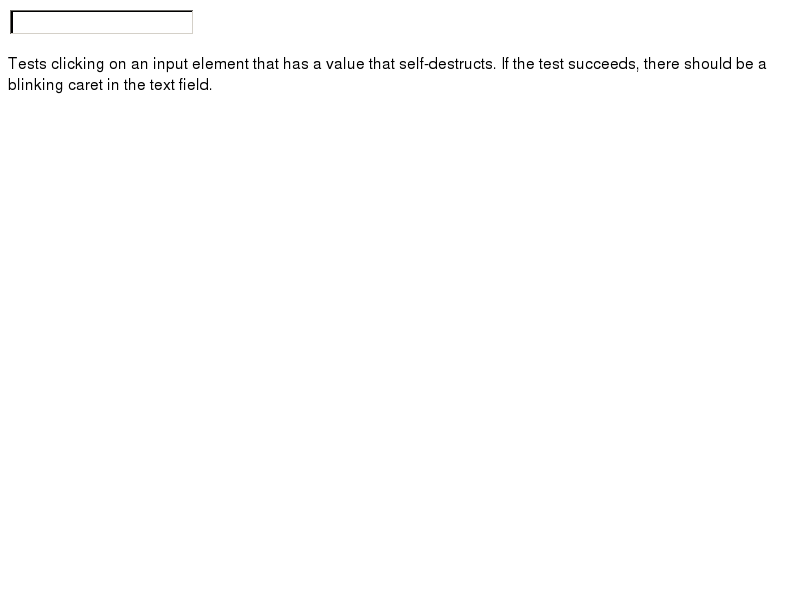 Tests clicking on an input element that has a value that self-destructs. If the test succeeds, there should be a
blinking caret in the text field.